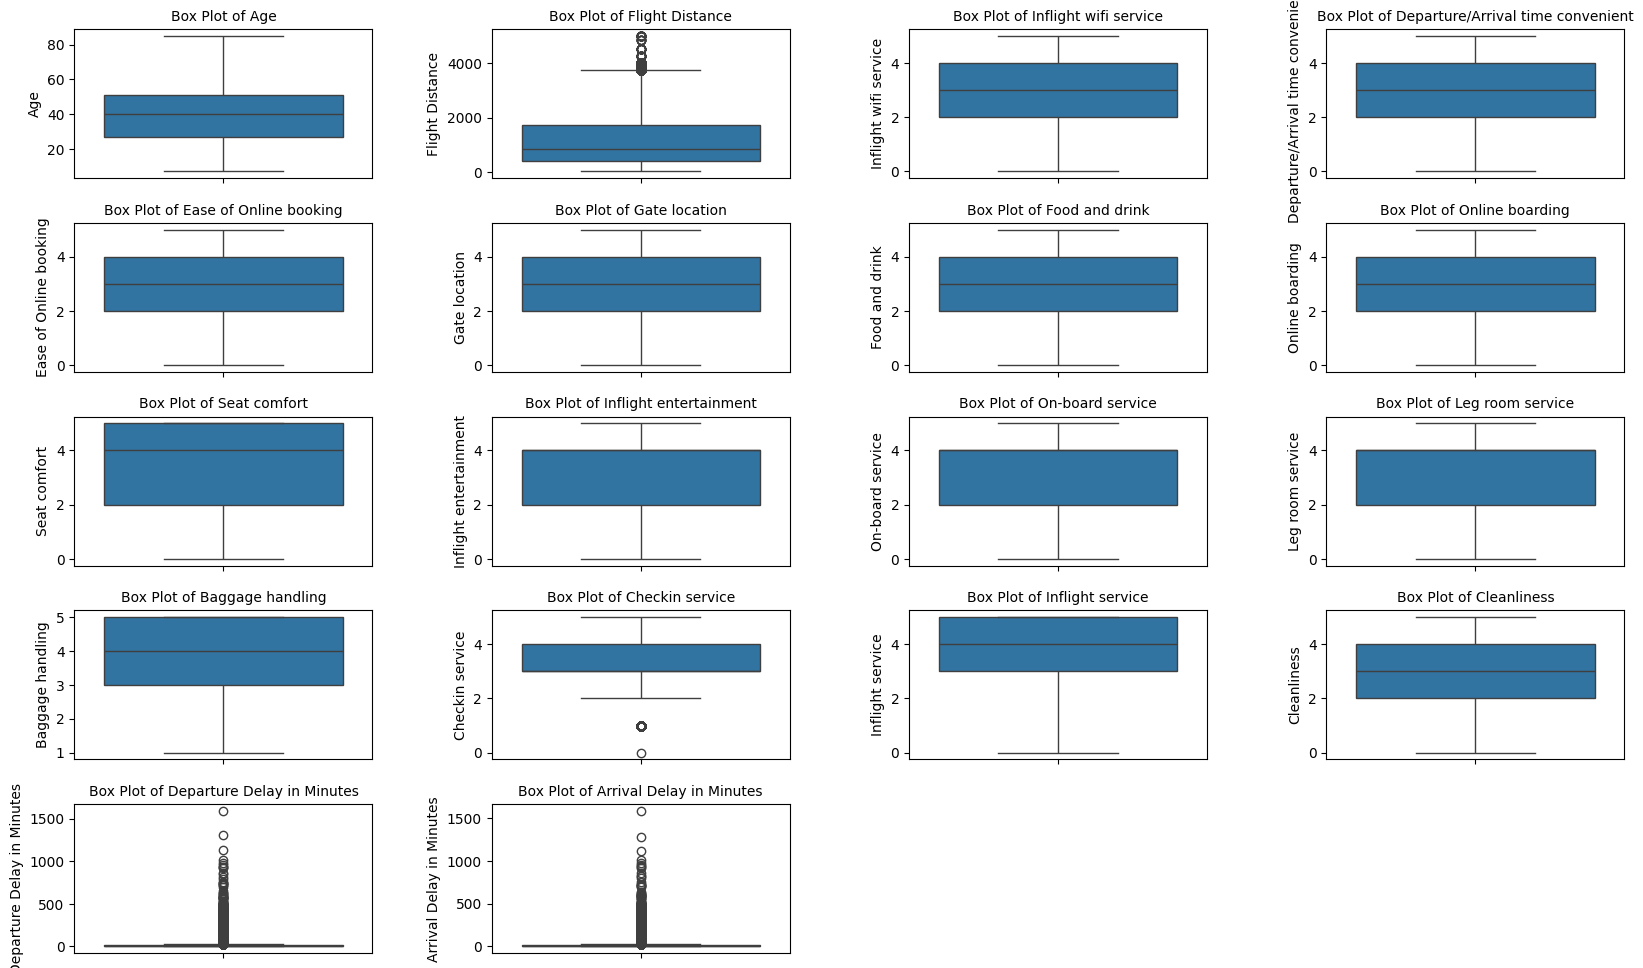 Box Plot of Age
Age
80
60
40
20
Box Plot of Flight Distance
Flight Distance
4000
2000
0
Box Plot of Inflight wifi service
Inflight wifi service
4
2
0
Box Plot of Departure/Arrival time convenient
Departure/Arrival time convenie
4
2
0
Box Plot of Ease of Online booking
Ease of Online booking
4
2
0
Box Plot of Gate location
Gate location
4
2
0
Box Plot of Food and drink
Food and drink
4
2
0
Box Plot of Online boarding
Online boarding
4
2
0
Box Plot of Seat comfort
Seat comfort
4
2
0
Box Plot of Inflight entertainment
Inflight entertainment
4
2
0
Box Plot of On-board service
On-board service
4
2
0
Box Plot of Leg room service
Leg room service
4
2
0
Box Plot of Baggage handling
Baggage handling
5
4
3
2
1
Box Plot of Checkin service
Checkin service
4
2
0
Box Plot of Inflight service
Inflight service
4
2
0
Box Plot of Cleanliness
Cleanliness
4
2
0
Box Plot of Departure Delay in Minutes
Departure Delay in Minutes
1500
1000
500
0
Box Plot of Arrival Delay in Minutes
Arrival Delay in Minutes
1500
1000
500
0